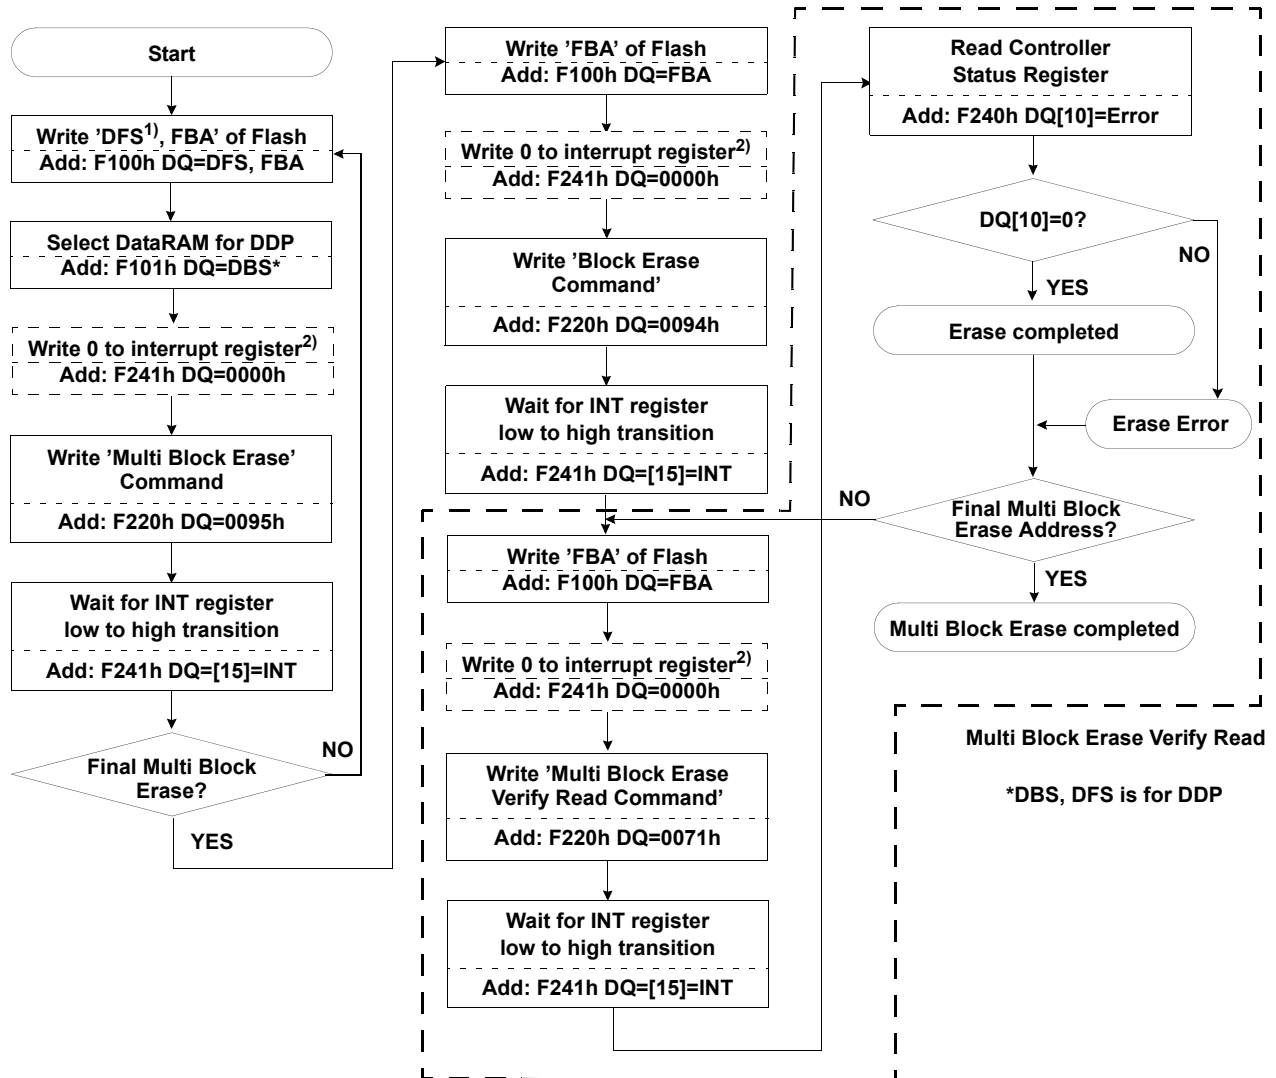 Start
Write ’DFS1), FBA’ of Flash
Add: F100h DQ=DFS, FBA
Select DataRAM for DDP
Add: F101h DQ=DBS*
Write 0 to interrupt register2)
Add: F241h DQ=0000h
Write ’Multi Block Erase’
Command
Add: F220h DQ=0095h
Wait for INT register
low to high transition
Add: F241h DQ=[15]=INT
Final Multi Block
Erase?
NO
YES
Write ’FBA’ of Flash
Add: F100h DQ=FBA
Write 0 to interrupt register2)
Add: F241h DQ=0000h
Write ’Block Erase
Command’
Add: F220h DQ=0094h
Wait for INT register
low to high transition
Add: F241h DQ=[15]=INT
Write ’FBA’ of Flash
Add: F100h DQ=FBA
Write 0 to interrupt register2)
Add: F241h DQ=0000h
Write ’Multi Block Erase
Verify Read Command’
Add: F220h DQ=0071h
Wait for INT register
low to high transition
Add: F241h DQ=[15]=INT
Read Controller
Status Register
Add: F240h DQ[10]=Error
DQ[10]=0?
NO
YES
Erase completed
Erase Error
Final Multi Block
Erase Address?
NO
YES
Multi Block Erase completed
Multi Block Erase Verify Read
*DBS, DFS is for DDP